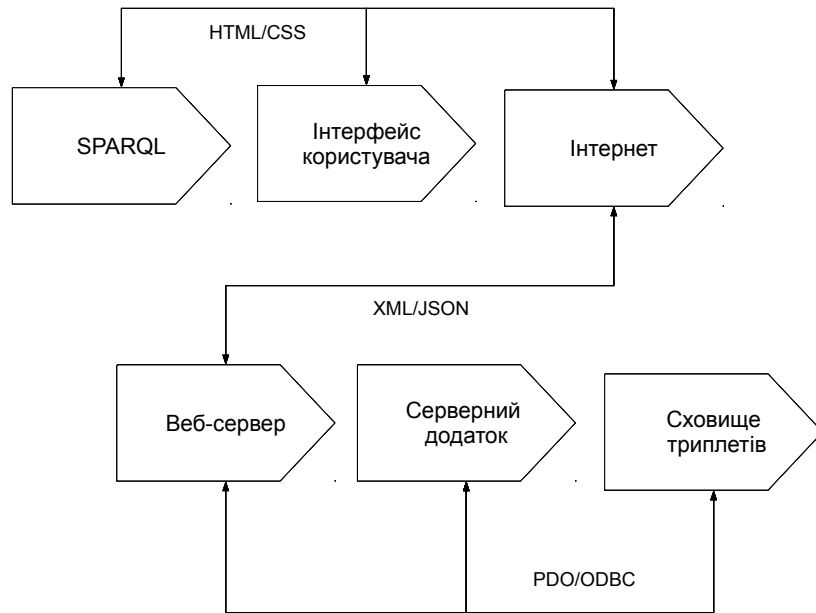 HTML/CSS
SPARQL
Інтерфейс
користувача
Інтернет
XML/JSON
Веб-сервер
Серверний
додаток
Сховище
триплетів
PDO/ODBC